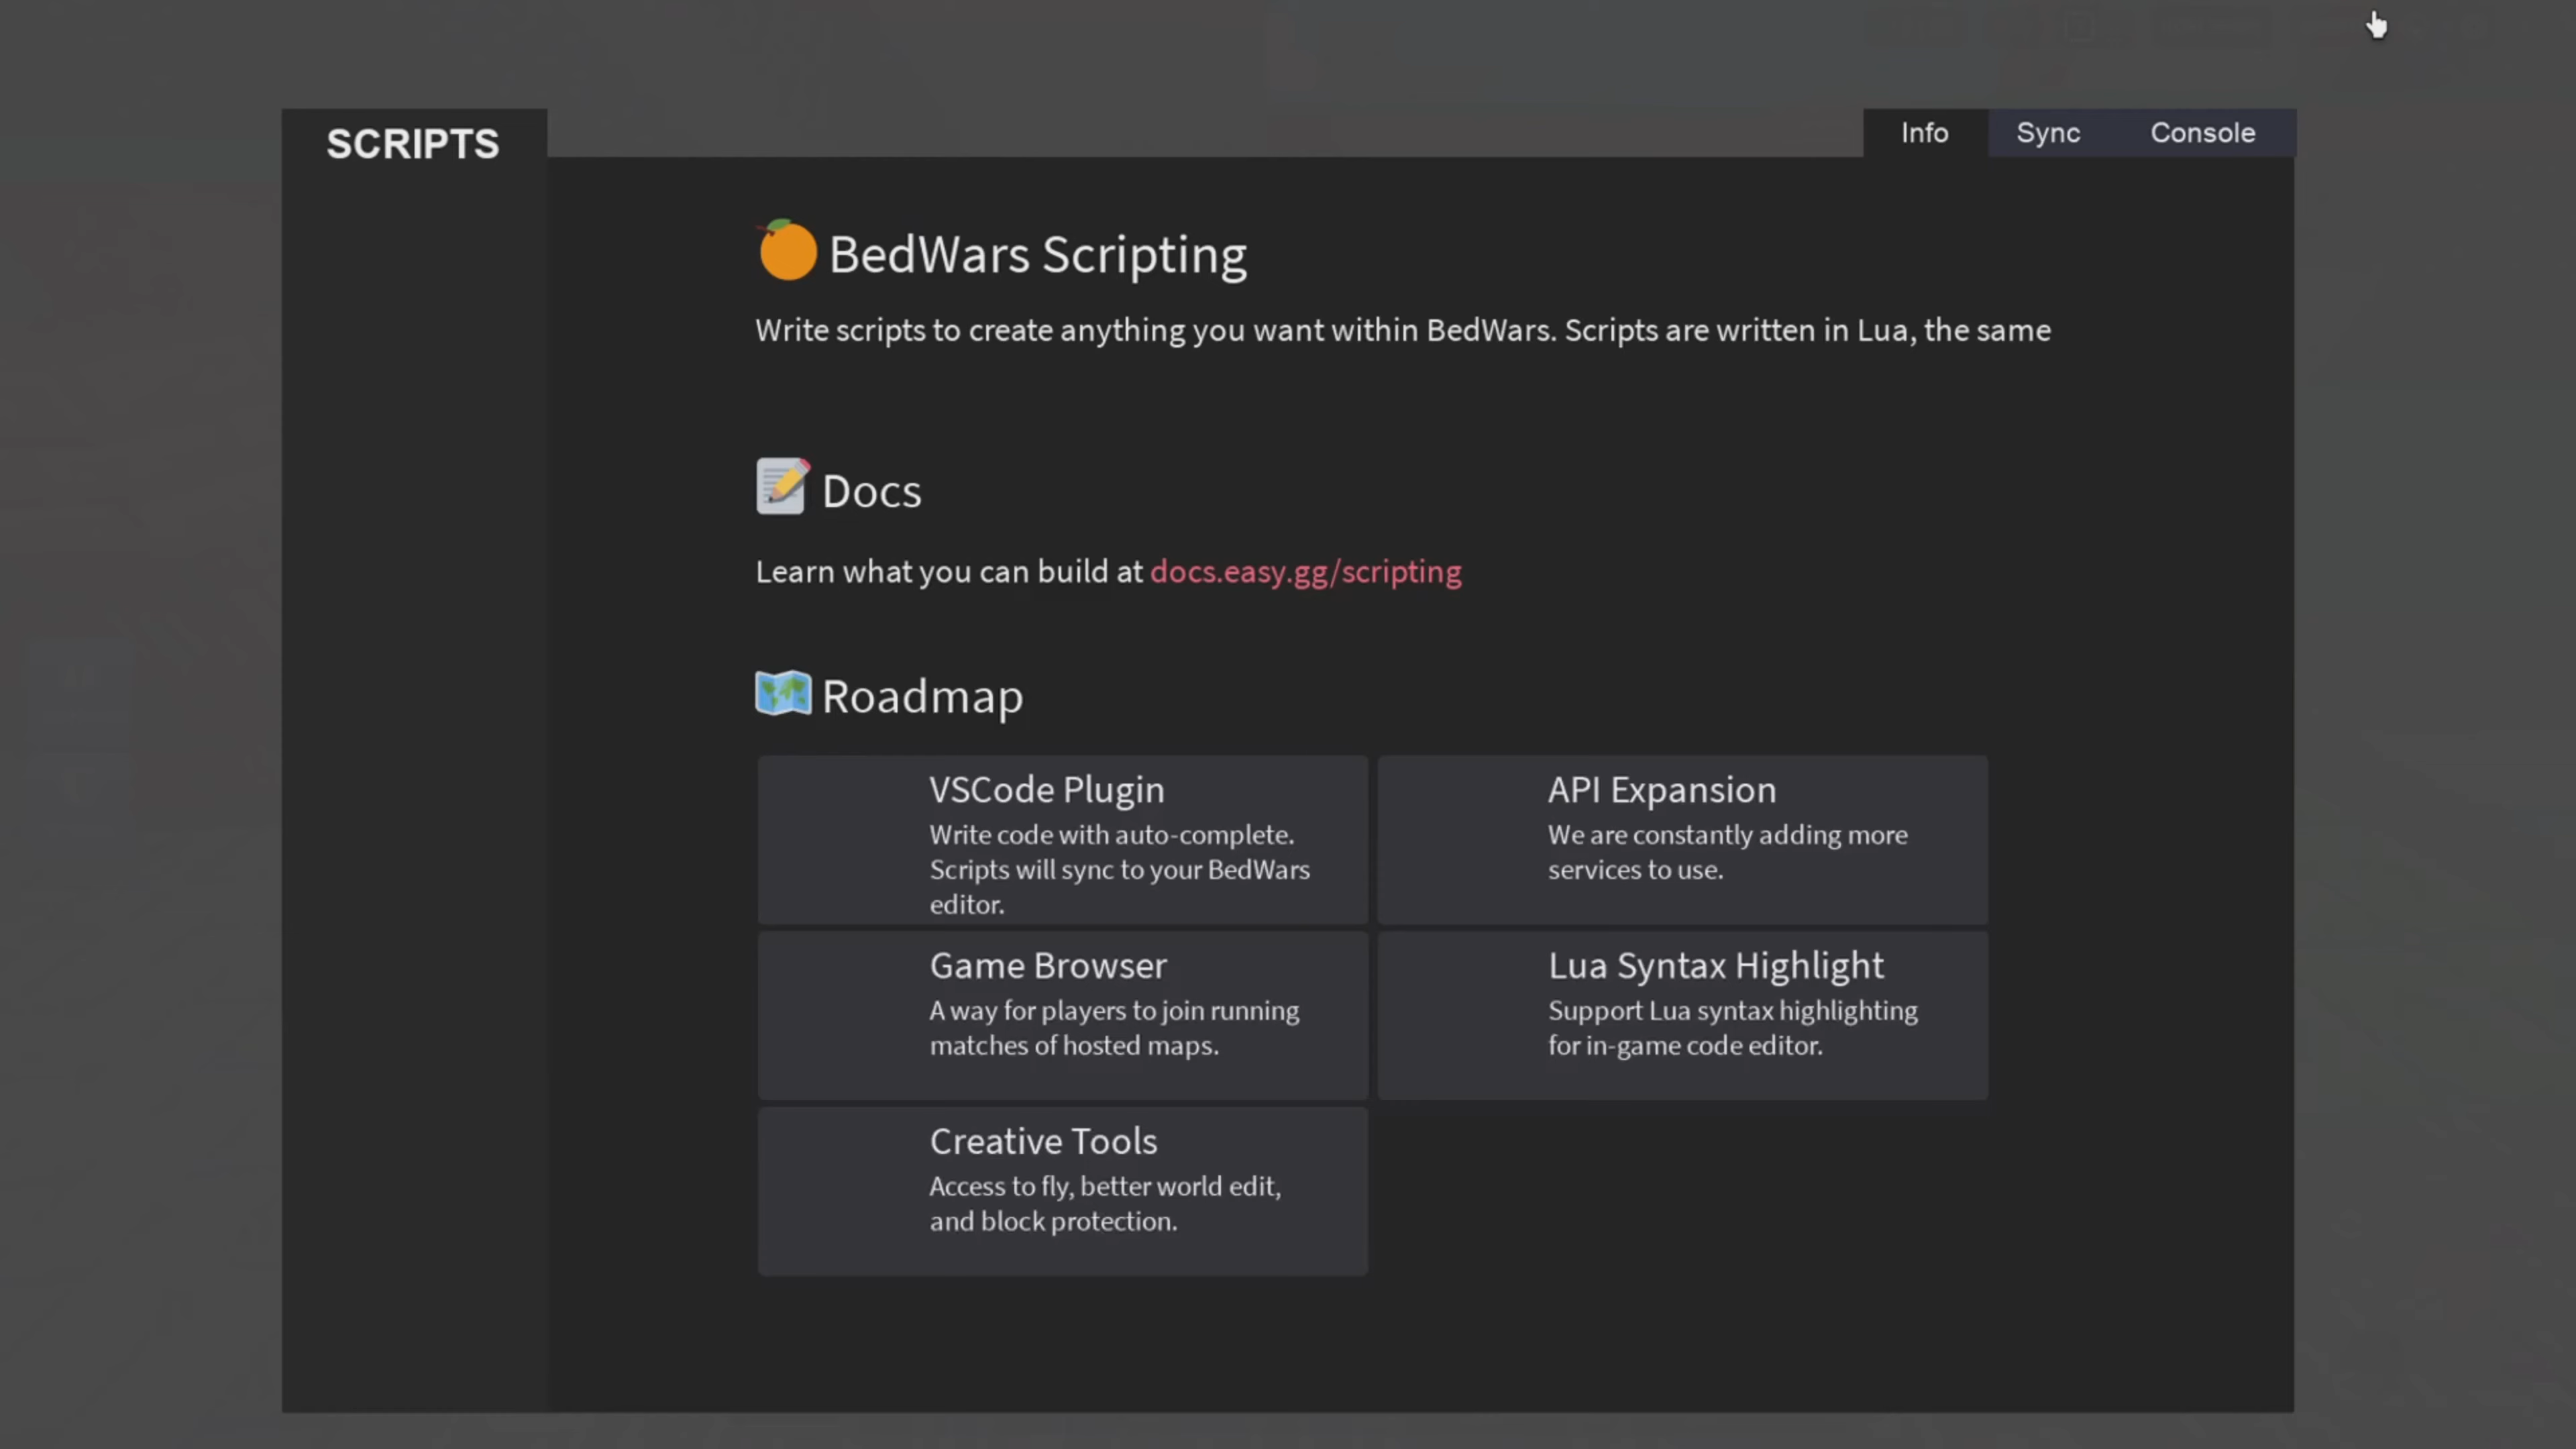 SCRIPTS
Info
Sync
Console
BedWars Scripting
Write scripts to create anything you want within BedWars. Scripts are written in Lua, the same
Docs
Learn what you can build at docs.easy.gg/scripting
Roadmap
VSCode Plugin
Write code with auto-complete.
Scripts will sync to your BedWars
editor.
API Expansion
We are constantly adding more
services to use.
Game Browser
A way for players to join running
matches of hosted maps.
Lua Syntax Highlight
Support Lua syntax highlighting
for in-game code editor.
Creative Tools
Access to fly, better world edit,
and block protection.